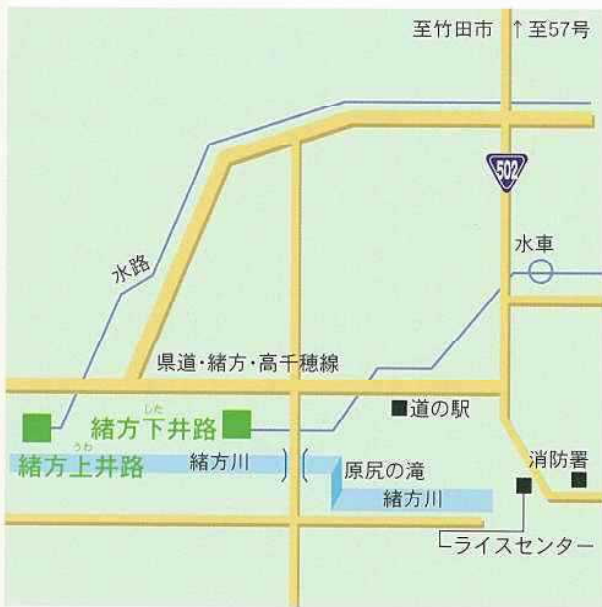 至竹田市 ↑ 至57号
502
水車
水路
県道・緒方・高千穂線
した
緒方下井路
道の駅
うわ
緒方上井路
緒方川
原尻の滝
消防署
緒方川
ライスセンター